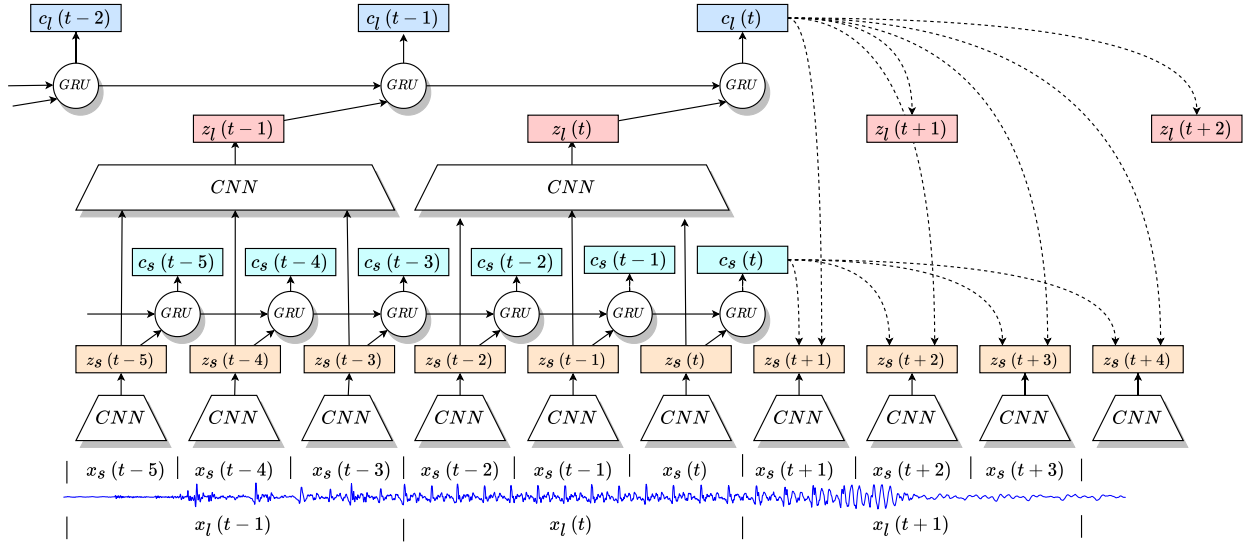 c_l (t−2) c_l (t−1) c_l (t)
GRU GRU GRU
z_l (t−1) z_l (t) z_l (t+1) z_l (t+2)
CNN CNN
c_s (t−5) c_s (t−4) c_s (t−3) c_s (t−2) c_s (t−1) c_s (t)
GRU GRU GRU GRU GRU GRU
z_s (t−5) z_s (t−4) z_s (t−3) z_s (t−2) z_s (t−1) z_s (t) z_s (t+1) z_s (t+2) z_s (t+3) z_s (t+4)
CNN CNN CNN CNN CNN CNN CNN CNN CNN CNN
| x_s (t−5) | x_s (t−4) | x_s (t−3) | x_s (t−2) | x_s (t−1) | x_s (t) | x_s (t+1) | x_s (t+2) | x_s (t+3) |
| x_l (t−1) | x_l (t) | x_l (t+1) |